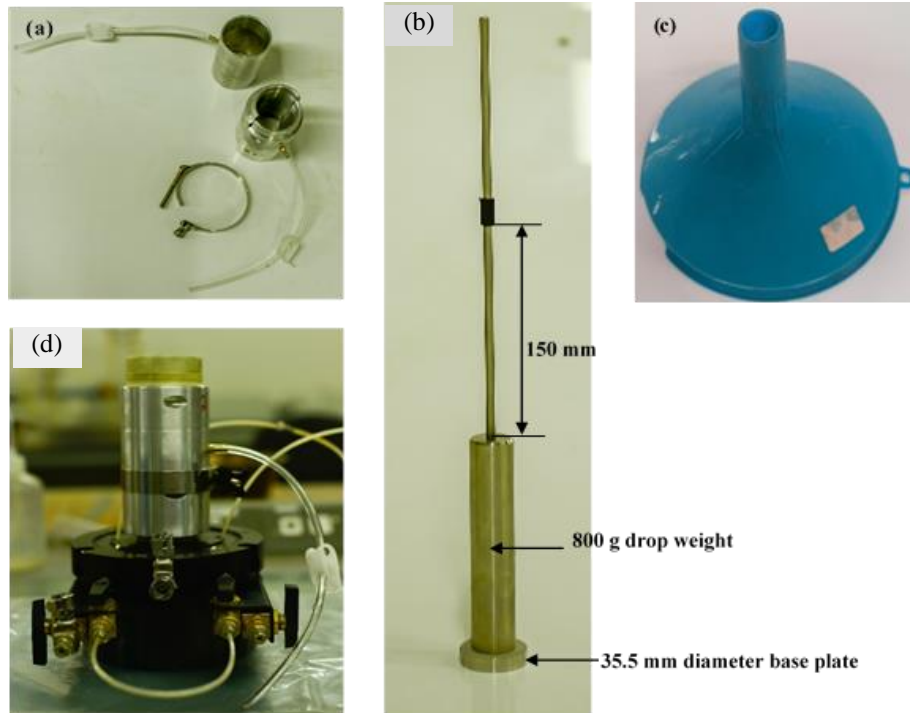 (a)
(b)
(c)
150 mm
(d)
800 g drop weight
35.5 mm diameter base plate